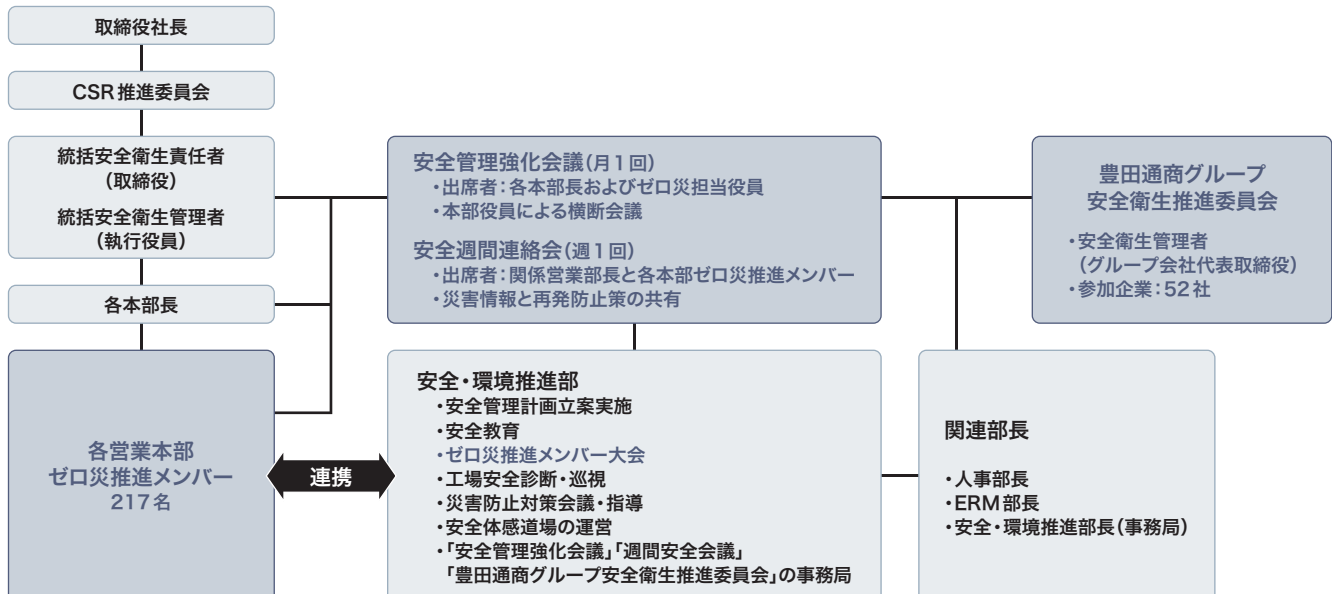 取締役社長
CSR推進委員会
統括安全衛生責任者
(取締役)
統括安全衛生管理者
(執行役員)
各本部長
各営業本部
ゼロ災推進メンバー
217名
連携
安全管理強化会議(月1回)
・出席者:各本部長およびゼロ災担当役員
・本部役員による横断会議
安全週間連絡会(週1回)
・出席者:関係営業部長と各本部ゼロ災推進メンバー
・災害情報と再発防止策の共有
安全・環境推進部
・安全管理計画立案実施
・安全教育
・ゼロ災推進メンバー大会
・工場安全診断・巡視
・災害防止対策会議・指導
・安全体感道場の運営
・「安全管理強化会議」「週間安全会議」
「豊田通商グループ安全衛生推進委員会」の事務局
豊田通商グループ
安全衛生推進委員会
・安全衛生管理者
(グループ会社代表取締役)
・参加企業:52社
関連部長
・人事部長
・ERM部長
・安全・環境推進部長(事務局)